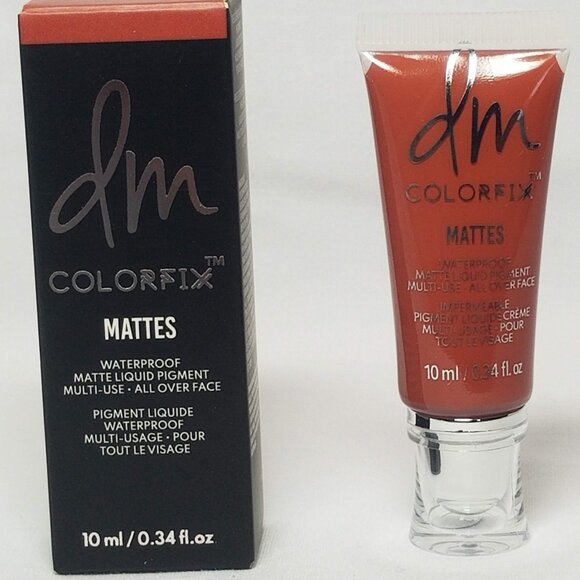 dm
COLORFIX™
MATTES
WATERPROOF
MATTE LIQUID PIGMENT
MULTI-USE • ALL OVER FACE
PIGMENT LIQUIDE
WATERPROOF
MULTI-USAGE • POUR
TOUT LE VISAGE
10 ml / 0.34 fl.oz
dm
COLORFIX™
MATTES
WATERPROOF
MATTE LIQUID PIGMENT
MULTI-USE • ALL OVER FACE
IMPERMEABLE
PIGMENT LIQUIDE CRÈME
MULTI-USAGE • POUR
TOUT LE VISAGE
10 ml / 0.34 fl.oz